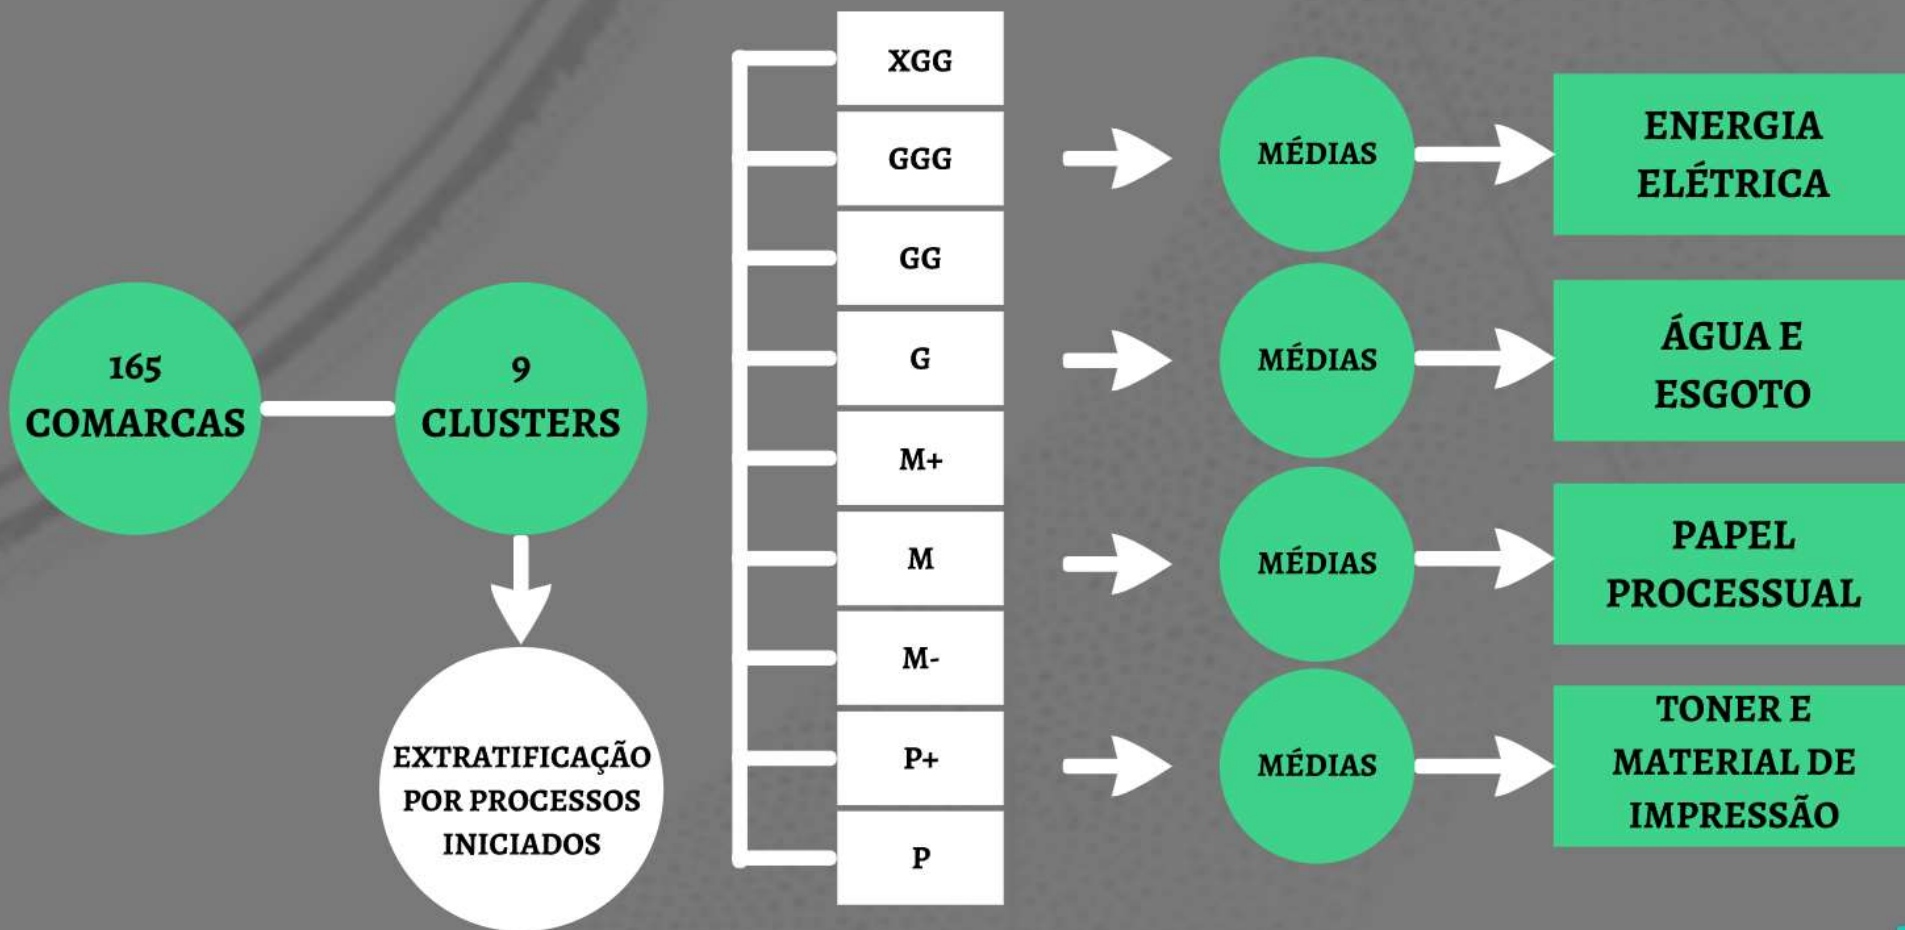 165
COMARCAS
9
CLUSTERS
EXTRATIFICAÇÃO
POR PROCESSOS
INICIADOS
XGG
GGG
GG
G
M+
M
M-
P+
P
MÉDIAS
ENERGIA
ELÉTRICA
MÉDIAS
ÁGUA E
ESGOTO
MÉDIAS
PAPEL
PROCESSUAL
MÉDIAS
TONER E
MATERIAL DE
IMPRESSÃO